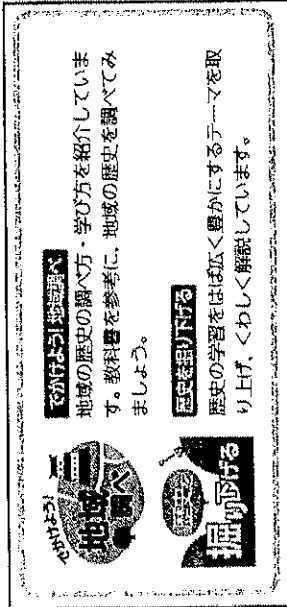 でかけよう!
地域
調べ
でかけよう!地域調べ
地域の歴史の調べ方・学び方を紹介していま
す。教科書を参考に、地域の歴史を調べてみ
ましょう。
歴史を
掘り下げる
歴史を掘り下げる
歴史の学習をはば広く豊かにするテーマを取
り上げ、くわしく解説しています。